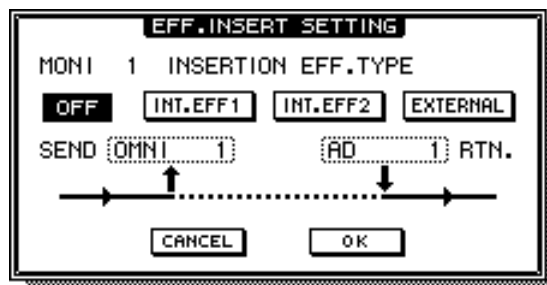 EFF.INSERT SETTING
MONI 1 INSERTION EFF.TYPE
OFF INT.EFF1 INT.EFF2 EXTERNAL
SEND OMNI 1 AD 1 RTN.
CANCEL OK